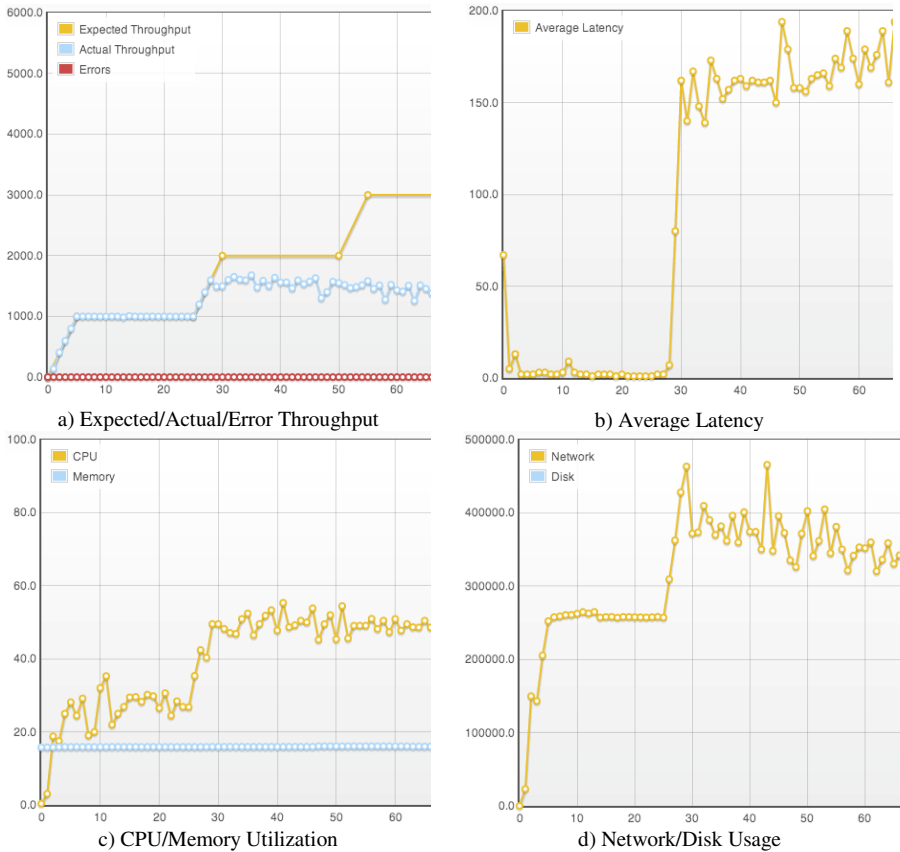 Expected Throughput
Actual Throughput
Errors
6000.0
5000.0
4000.0
3000.0
2000.0
1000.0
0.0
0 10 20 30 40 50 60
a) Expected/Actual/Error Throughput
Average Latency
200.0
150.0
100.0
50.0
0.0
0 10 20 30 40 50 60
b) Average Latency
CPU
Memory
100.0
80.0
60.0
40.0
20.0
0.0
0 10 20 30 40 50 60
c) CPU/Memory Utilization
Network
Disk
500000.0
400000.0
300000.0
200000.0
100000.0
0.0
0 10 20 30 40 50 60
d) Network/Disk Usage